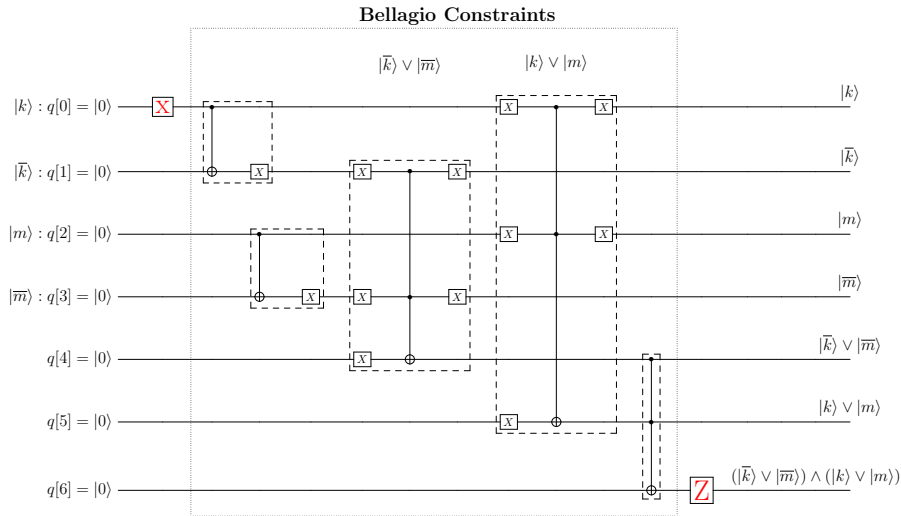 Bellagio Constraints
|k̅⟩ ∨ |m̅⟩
|k⟩ ∨ |m⟩
|k⟩ : q[0] = |0⟩ X X X |k⟩
|k̅⟩ : q[1] = |0⟩ X X X |k̅⟩
|m⟩ : q[2] = |0⟩ X X |m⟩
|m̅⟩ : q[3] = |0⟩ X X X |m̅⟩
q[4] = |0⟩ X |k̅⟩ ∨ |m̅⟩
q[5] = |0⟩ X |k⟩ ∨ |m⟩
q[6] = |0⟩ Z (|k̅⟩ ∨ |m̅⟩) ∧ (|k⟩ ∨ |m⟩)